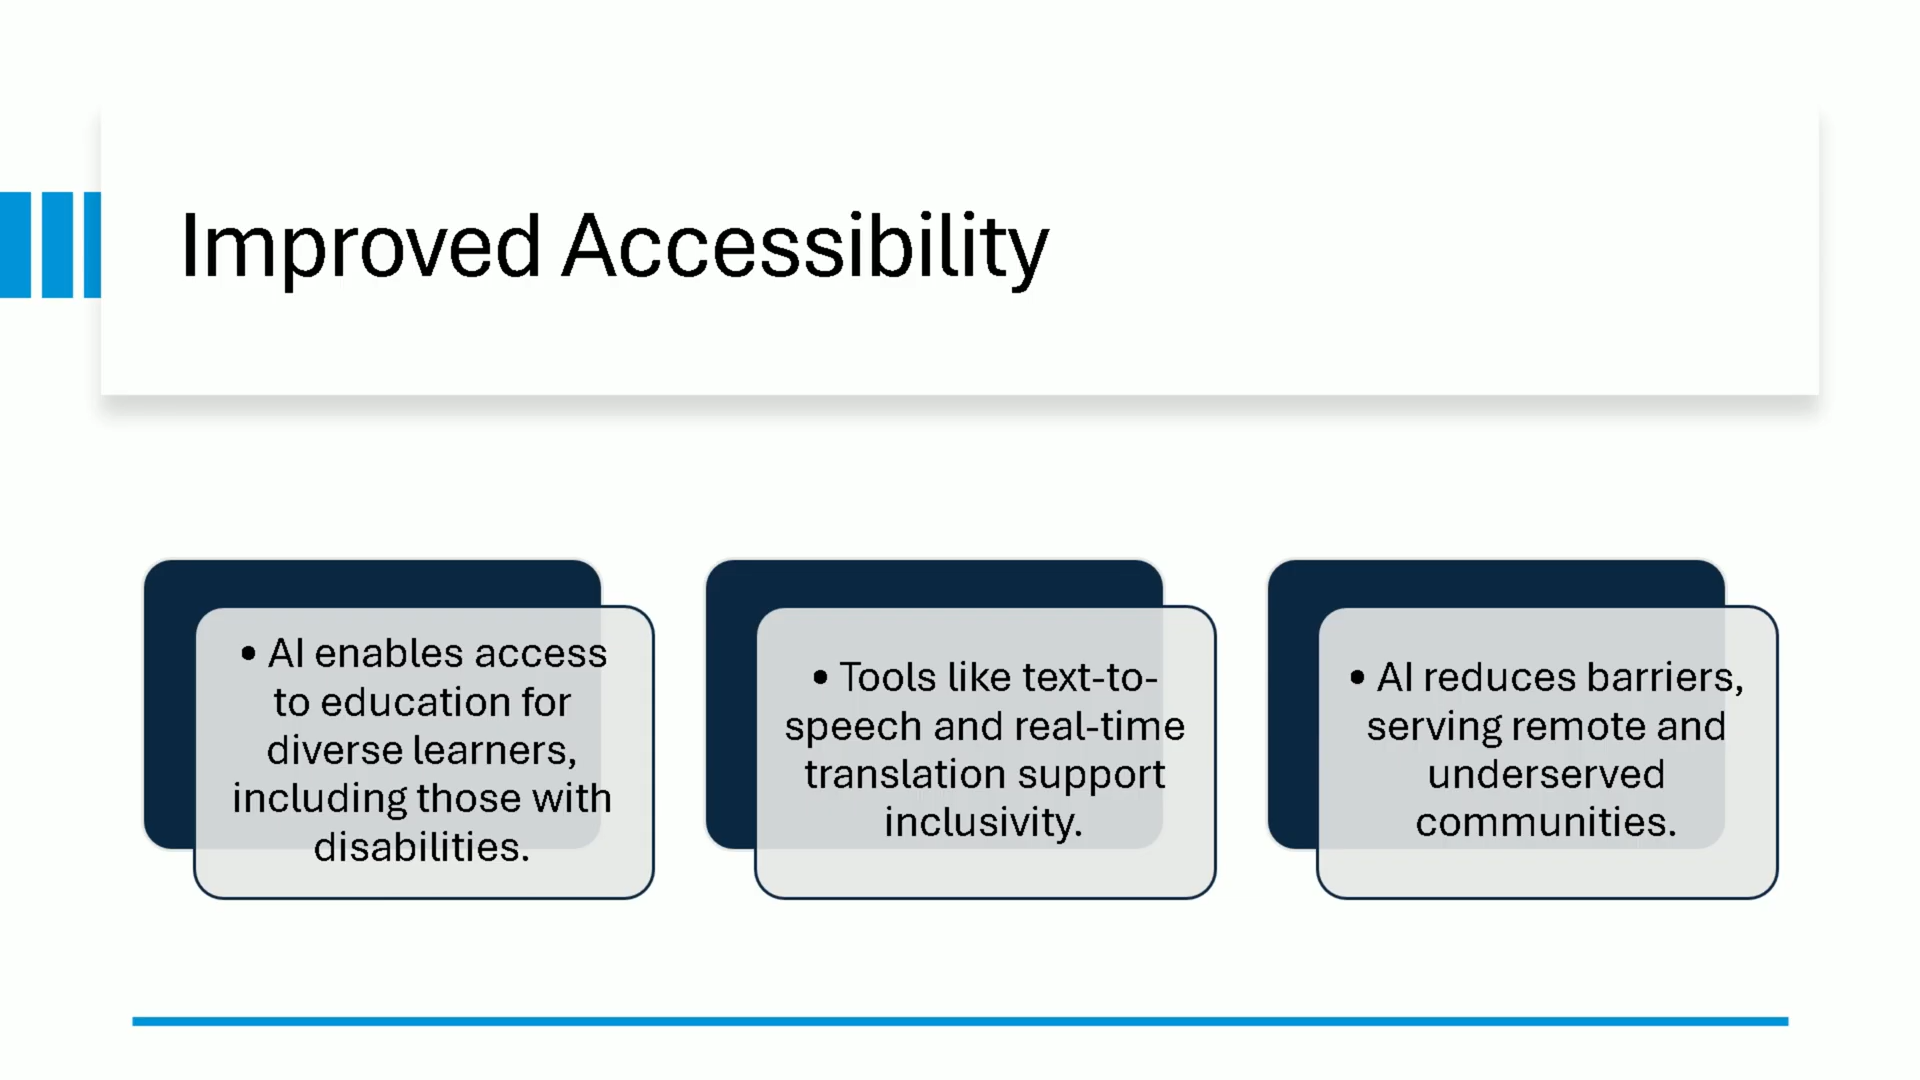 Improved Accessibility
• AI enables access
to education for
diverse learners,
including those with
disabilities.
• Tools like text-to-
speech and real-time
translation support
inclusivity.
• AI reduces barriers,
serving remote and
underserved
communities.